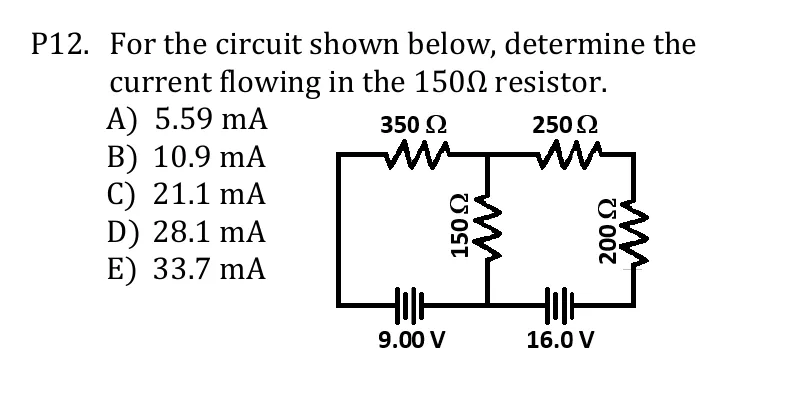 P12. For the circuit shown below, determine the
current flowing in the 150Ω resistor.
A) 5.59 mA
B) 10.9 mA
C) 21.1 mA
D) 28.1 mA
E) 33.7 mA
350 Ω
250 Ω
150 Ω
200 Ω
9.00 V
16.0 V